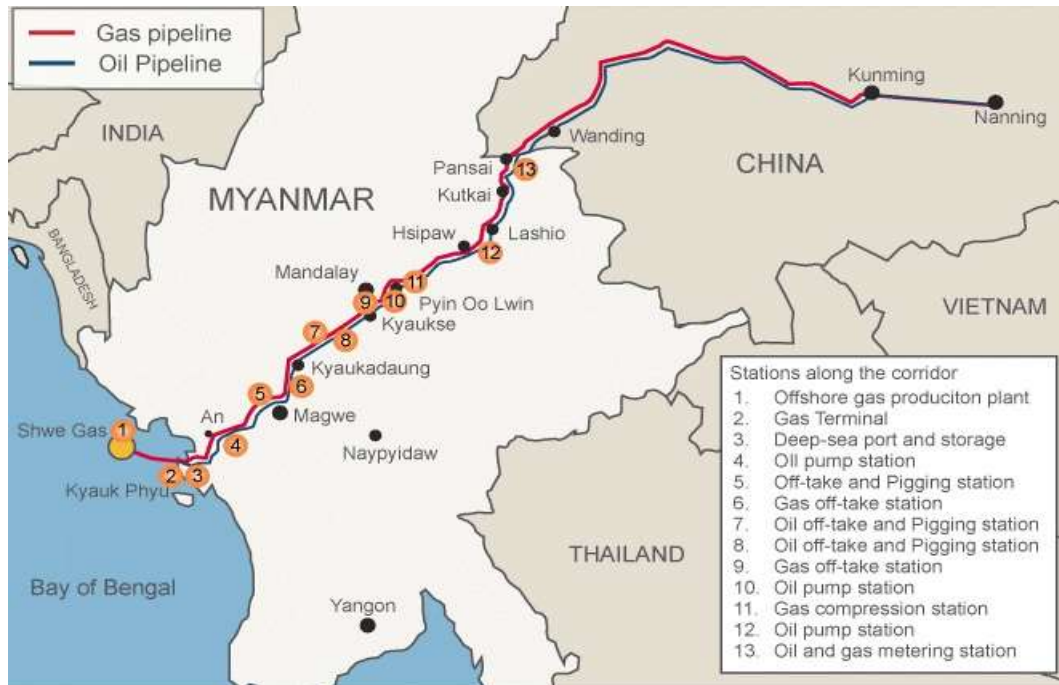 Gas pipeline
Oil Pipeline
INDIA
BANGLADESH
MYANMAR
CHINA
VIETNAM
THAILAND
Kunming
Nanning
Wanding
Pansai
13
Kutkai
Hsipaw
Lashio
12
Mandalay
11
9
10
Pyin Oo Lwin
Kyaukse
7
8
Kyaukadaung
5
6
Magwe
An
4
Shwe Gas
1
2
3
Kyauk Phyu
Naypyidaw
Bay of Bengal
Yangon
Stations along the corridor
1. Offshore gas produciton plant
2. Gas Terminal
3. Deep-sea port and storage
4. Oll pump station
5. Off-take and Pigging station
6. Gas off-take station
7. Oil off-take and Pigging station
8. Oil off-take and Pigging station
9. Gas off-take station
10. Oil pump station
11. Gas compression station
12. Oil pump station
13. Oil and gas metering station